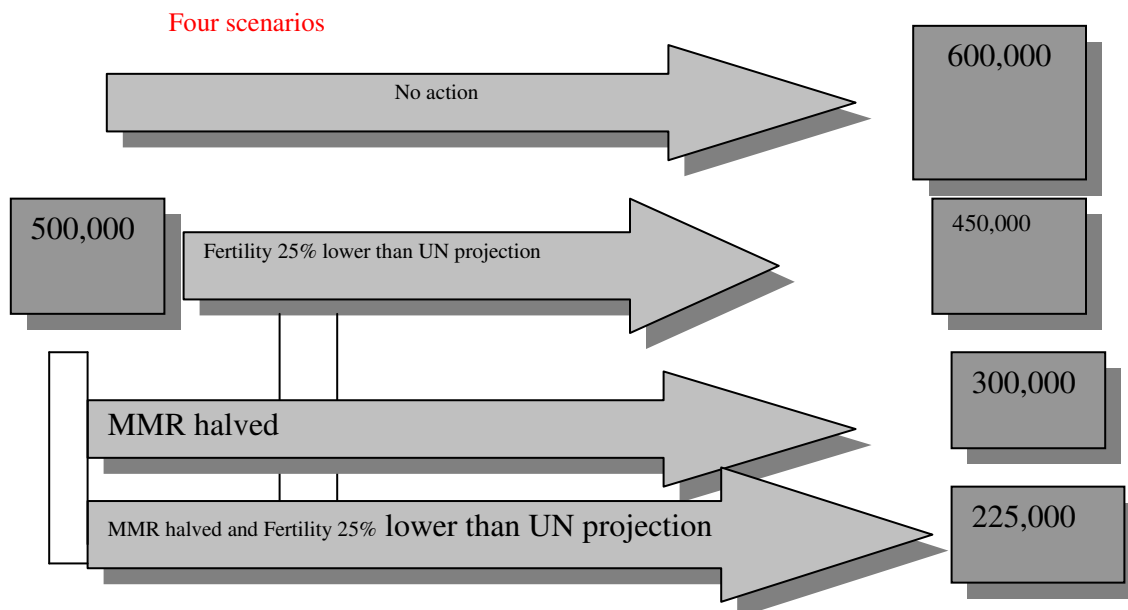 Four scenarios
600,000
No action
500,000
Fertility 25% lower than UN projection
450,000
MMR halved
300,000
MMR halved and Fertility 25% lower than UN projection
225,000